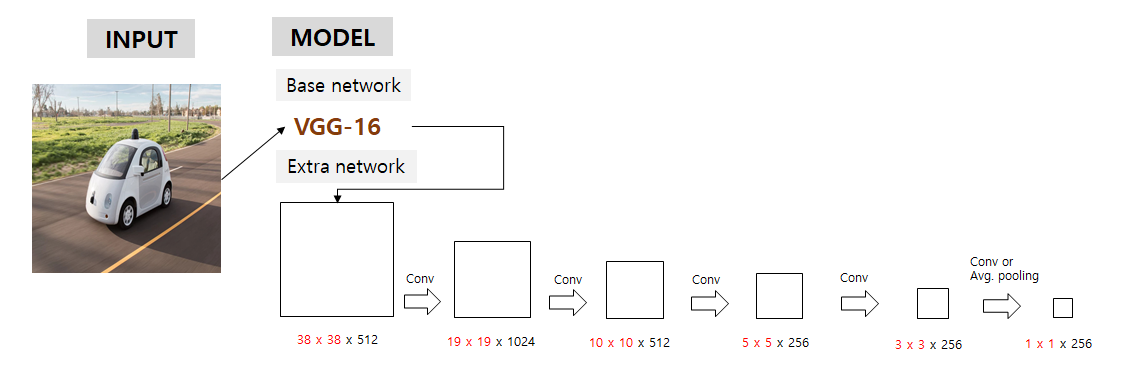 INPUT
MODEL
Base network
VGG-16
Extra network
Conv
Conv
Conv
Conv
Conv or
Avg. pooling
38 x 38 x 512
19 x 19 x 1024
10 x 10 x 512
5 x 5 x 256
3 x 3 x 256
1 x 1 x 256